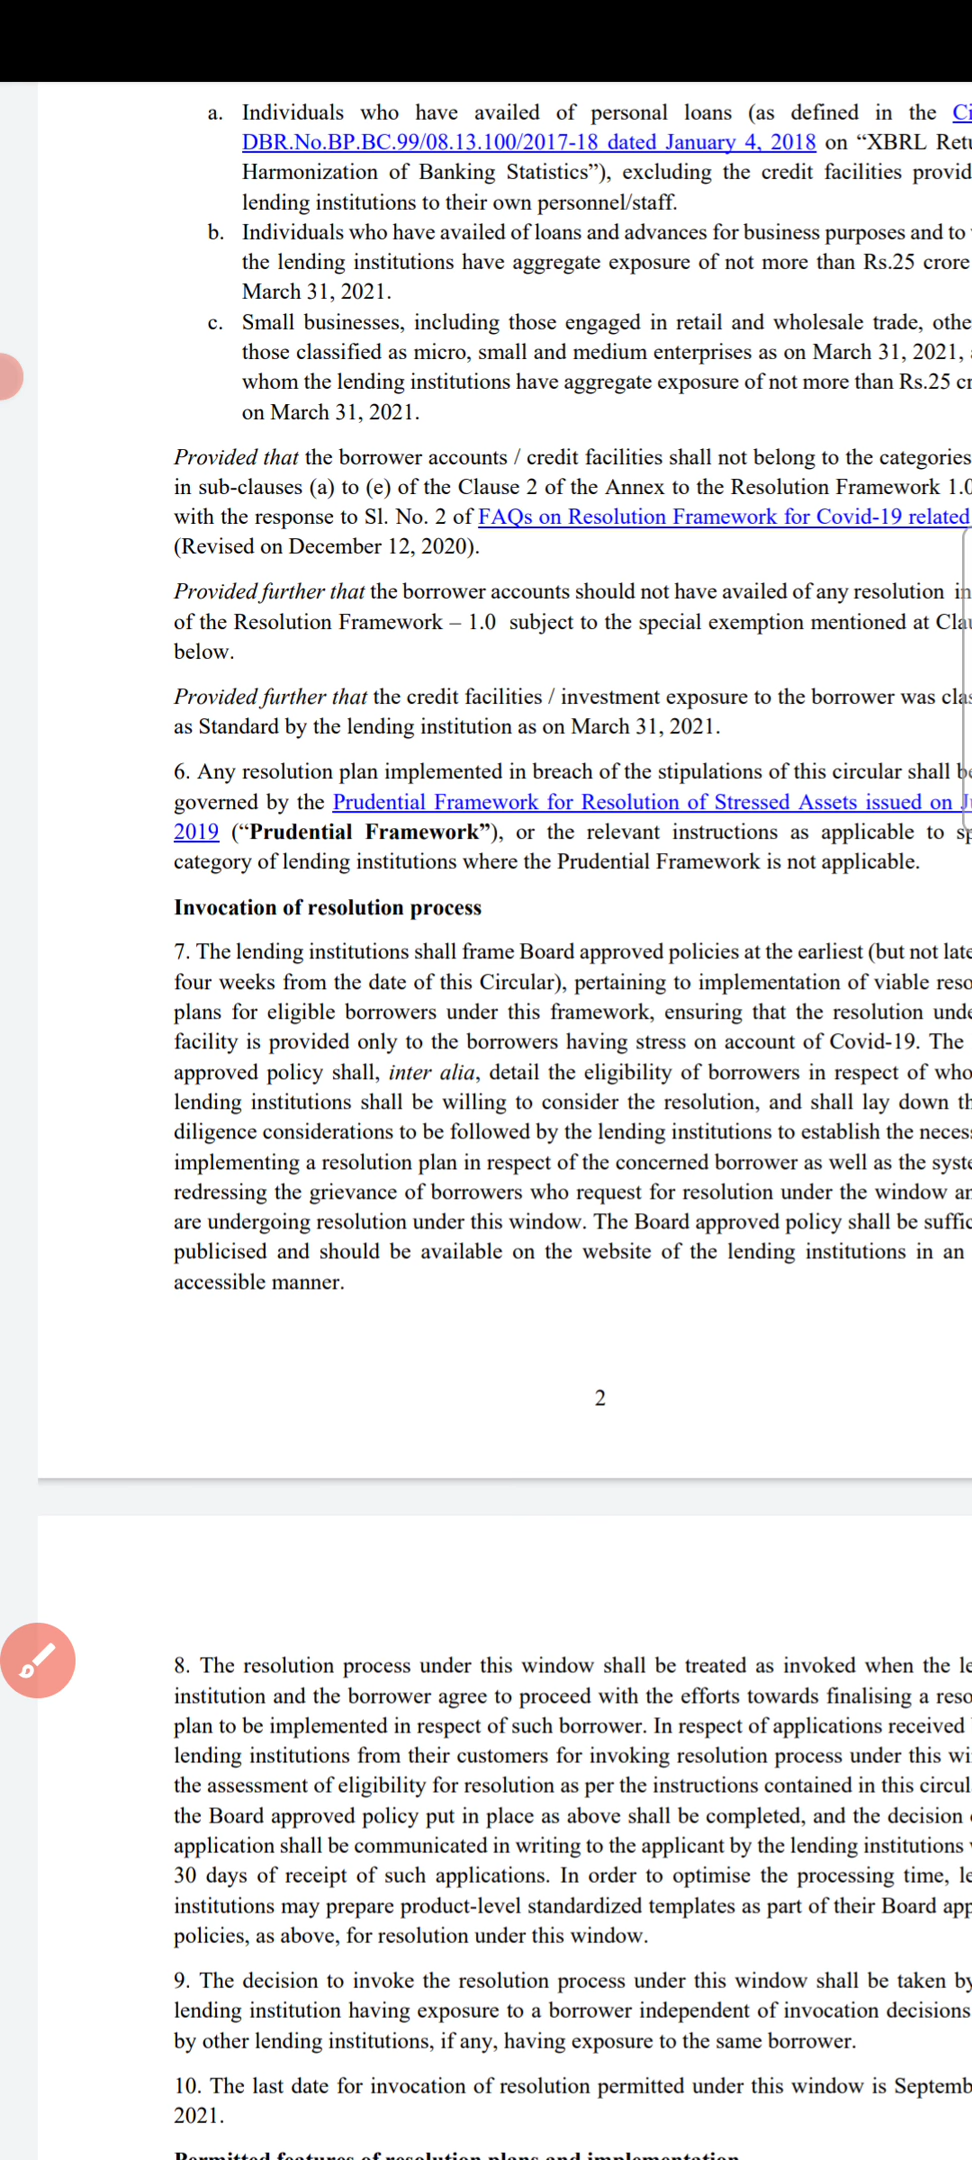 a. Individuals who have availed of personal loans (as defined in the
DBR.No.BP.BC.99/08.13.100/2017-18 dated January 4, 2018 on “XBRL
Harmonization of Banking Statistics”), excluding the credit facilities
lending institutions to their own personnel/staff.
b. Individuals who have availed of loans and advances for business purposes and to
the lending institutions have aggregate exposure of not more than Rs.25 crore
March 31, 2021.
c. Small businesses, including those engaged in retail and wholesale trade,
those classified as micro, small and medium enterprises as on March 31, 2021,
whom the lending institutions have aggregate exposure of not more than Rs.25
on March 31, 2021.
Provided that the borrower accounts / credit facilities shall not belong to the categories
in sub-clauses (a) to (e) of the Clause 2 of the Annex to the Resolution Framework
with the response to Sl. No. 2 of FAQs on Resolution Framework for Covid-19 related
(Revised on December 12, 2020).
Provided further that the borrower accounts should not have availed of any resolution in
of the Resolution Framework – 1.0 subject to the special exemption mentioned at
below.
Provided further that the credit facilities / investment exposure to the borrower was
as Standard by the lending institution as on March 31, 2021.
6. Any resolution plan implemented in breach of the stipulations of this circular shall
governed by the Prudential Framework for Resolution of Stressed Assets issued on
2019 (“Prudential Framework”), or the relevant instructions as applicable to
category of lending institutions where the Prudential Framework is not applicable.
Invocation of resolution process
7. The lending institutions shall frame Board approved policies at the earliest (but not
four weeks from the date of this Circular), pertaining to implementation of viable
plans for eligible borrowers under this framework, ensuring that the resolution
facility is provided only to the borrowers having stress on account of Covid-19. The
approved policy shall, inter alia, detail the eligibility of borrowers in respect of
lending institutions shall be willing to consider the resolution, and shall lay down
diligence considerations to be followed by the lending institutions to establish the
implementing a resolution plan in respect of the concerned borrower as well as the
redressing the grievance of borrowers who request for resolution under the window
are undergoing resolution under this window. The Board approved policy shall be
publicised and should be available on the website of the lending institutions in an
accessible manner.
2
8. The resolution process under this window shall be treated as invoked when the
institution and the borrower agree to proceed with the efforts towards finalising a
plan to be implemented in respect of such borrower. In respect of applications received
lending institutions from their customers for invoking resolution process under this
the assessment of eligibility for resolution as per the instructions contained in this
the Board approved policy put in place as above shall be completed, and the decision
application shall be communicated in writing to the applicant by the lending institutions
30 days of receipt of such applications. In order to optimise the processing time,
institutions may prepare product-level standardized templates as part of their Board
policies, as above, for resolution under this window.
9. The decision to invoke the resolution process under this window shall be taken by
lending institution having exposure to a borrower independent of invocation decisions
by other lending institutions, if any, having exposure to the same borrower.
10. The last date for invocation of resolution permitted under this window is
2021.
Permitted features of resolution plans and implementation